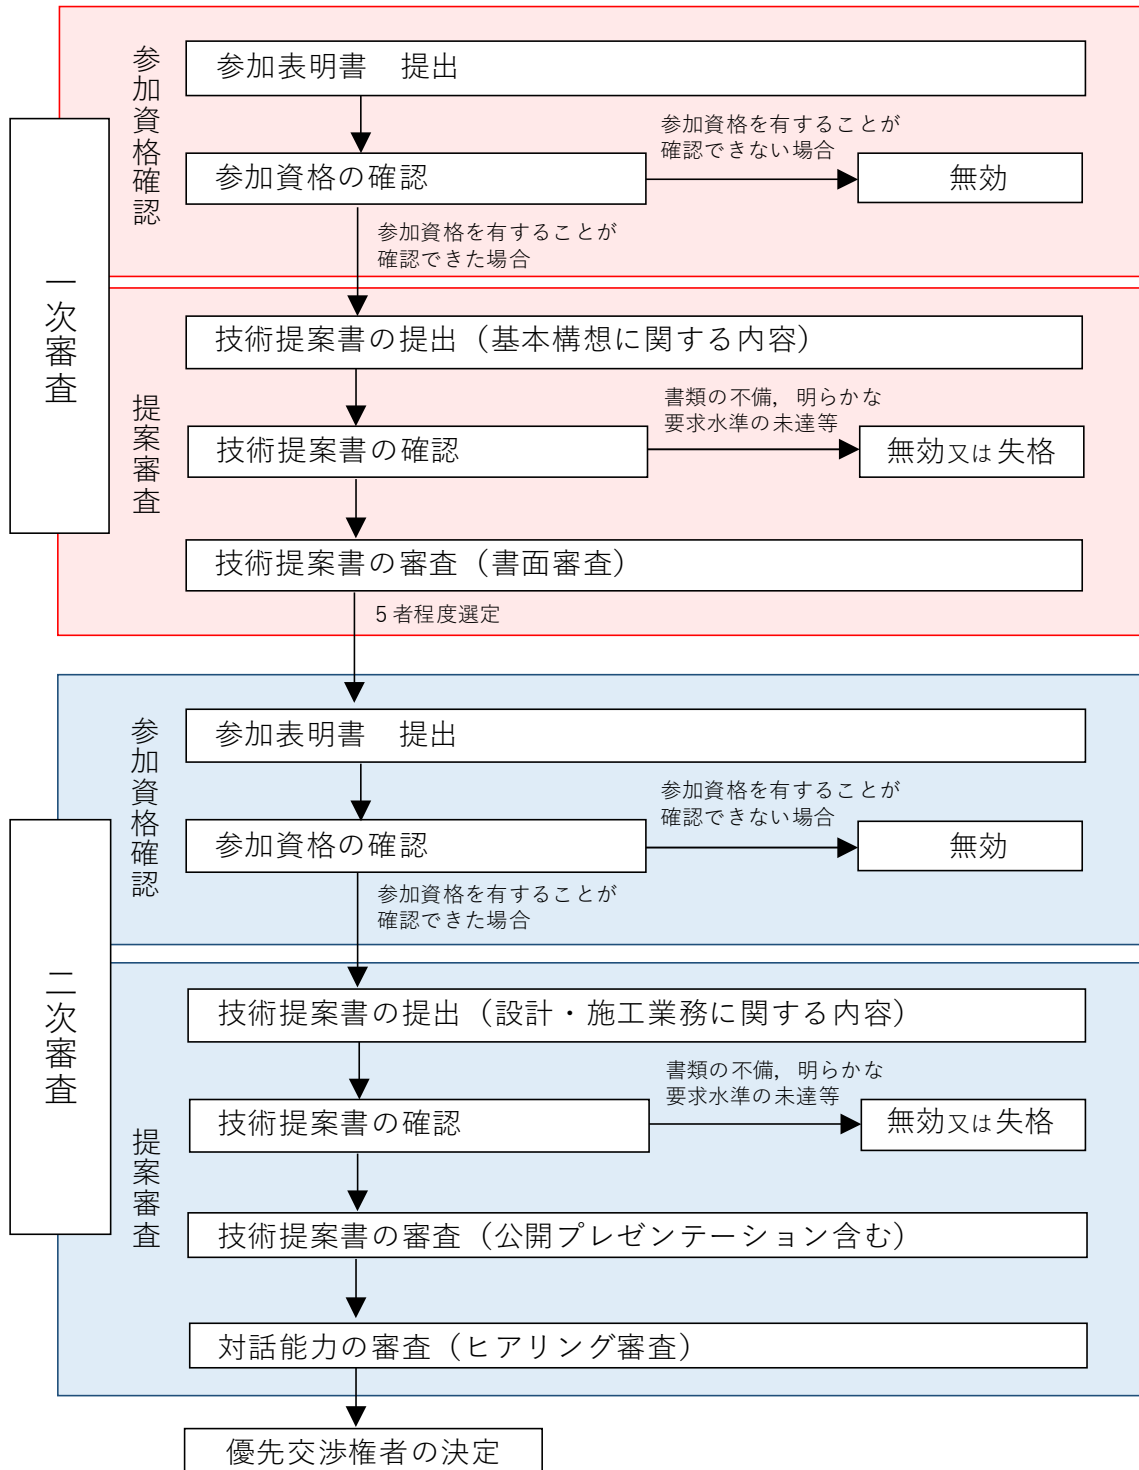 一次審査
参加資格確認
参加表明書　提出
参加資格の確認
参加資格を有することが
確認できない場合
無効
参加資格を有することが
確認できた場合
提案審査
技術提案書の提出（基本構想に関する内容）
技術提案書の確認
書類の不備，明らかな
要求水準の未達等
無効又は失格
技術提案書の審査（書面審査）
5者程度選定
二次審査
参加資格確認
参加表明書　提出
参加資格の確認
参加資格を有することが
確認できない場合
無効
参加資格を有することが
確認できた場合
提案審査
技術提案書の提出（設計・施工業務に関する内容）
技術提案書の確認
書類の不備，明らかな
要求水準の未達等
無効又は失格
技術提案書の審査（公開プレゼンテーション含む）
対話能力の審査（ヒアリング審査）
優先交渉権者の決定